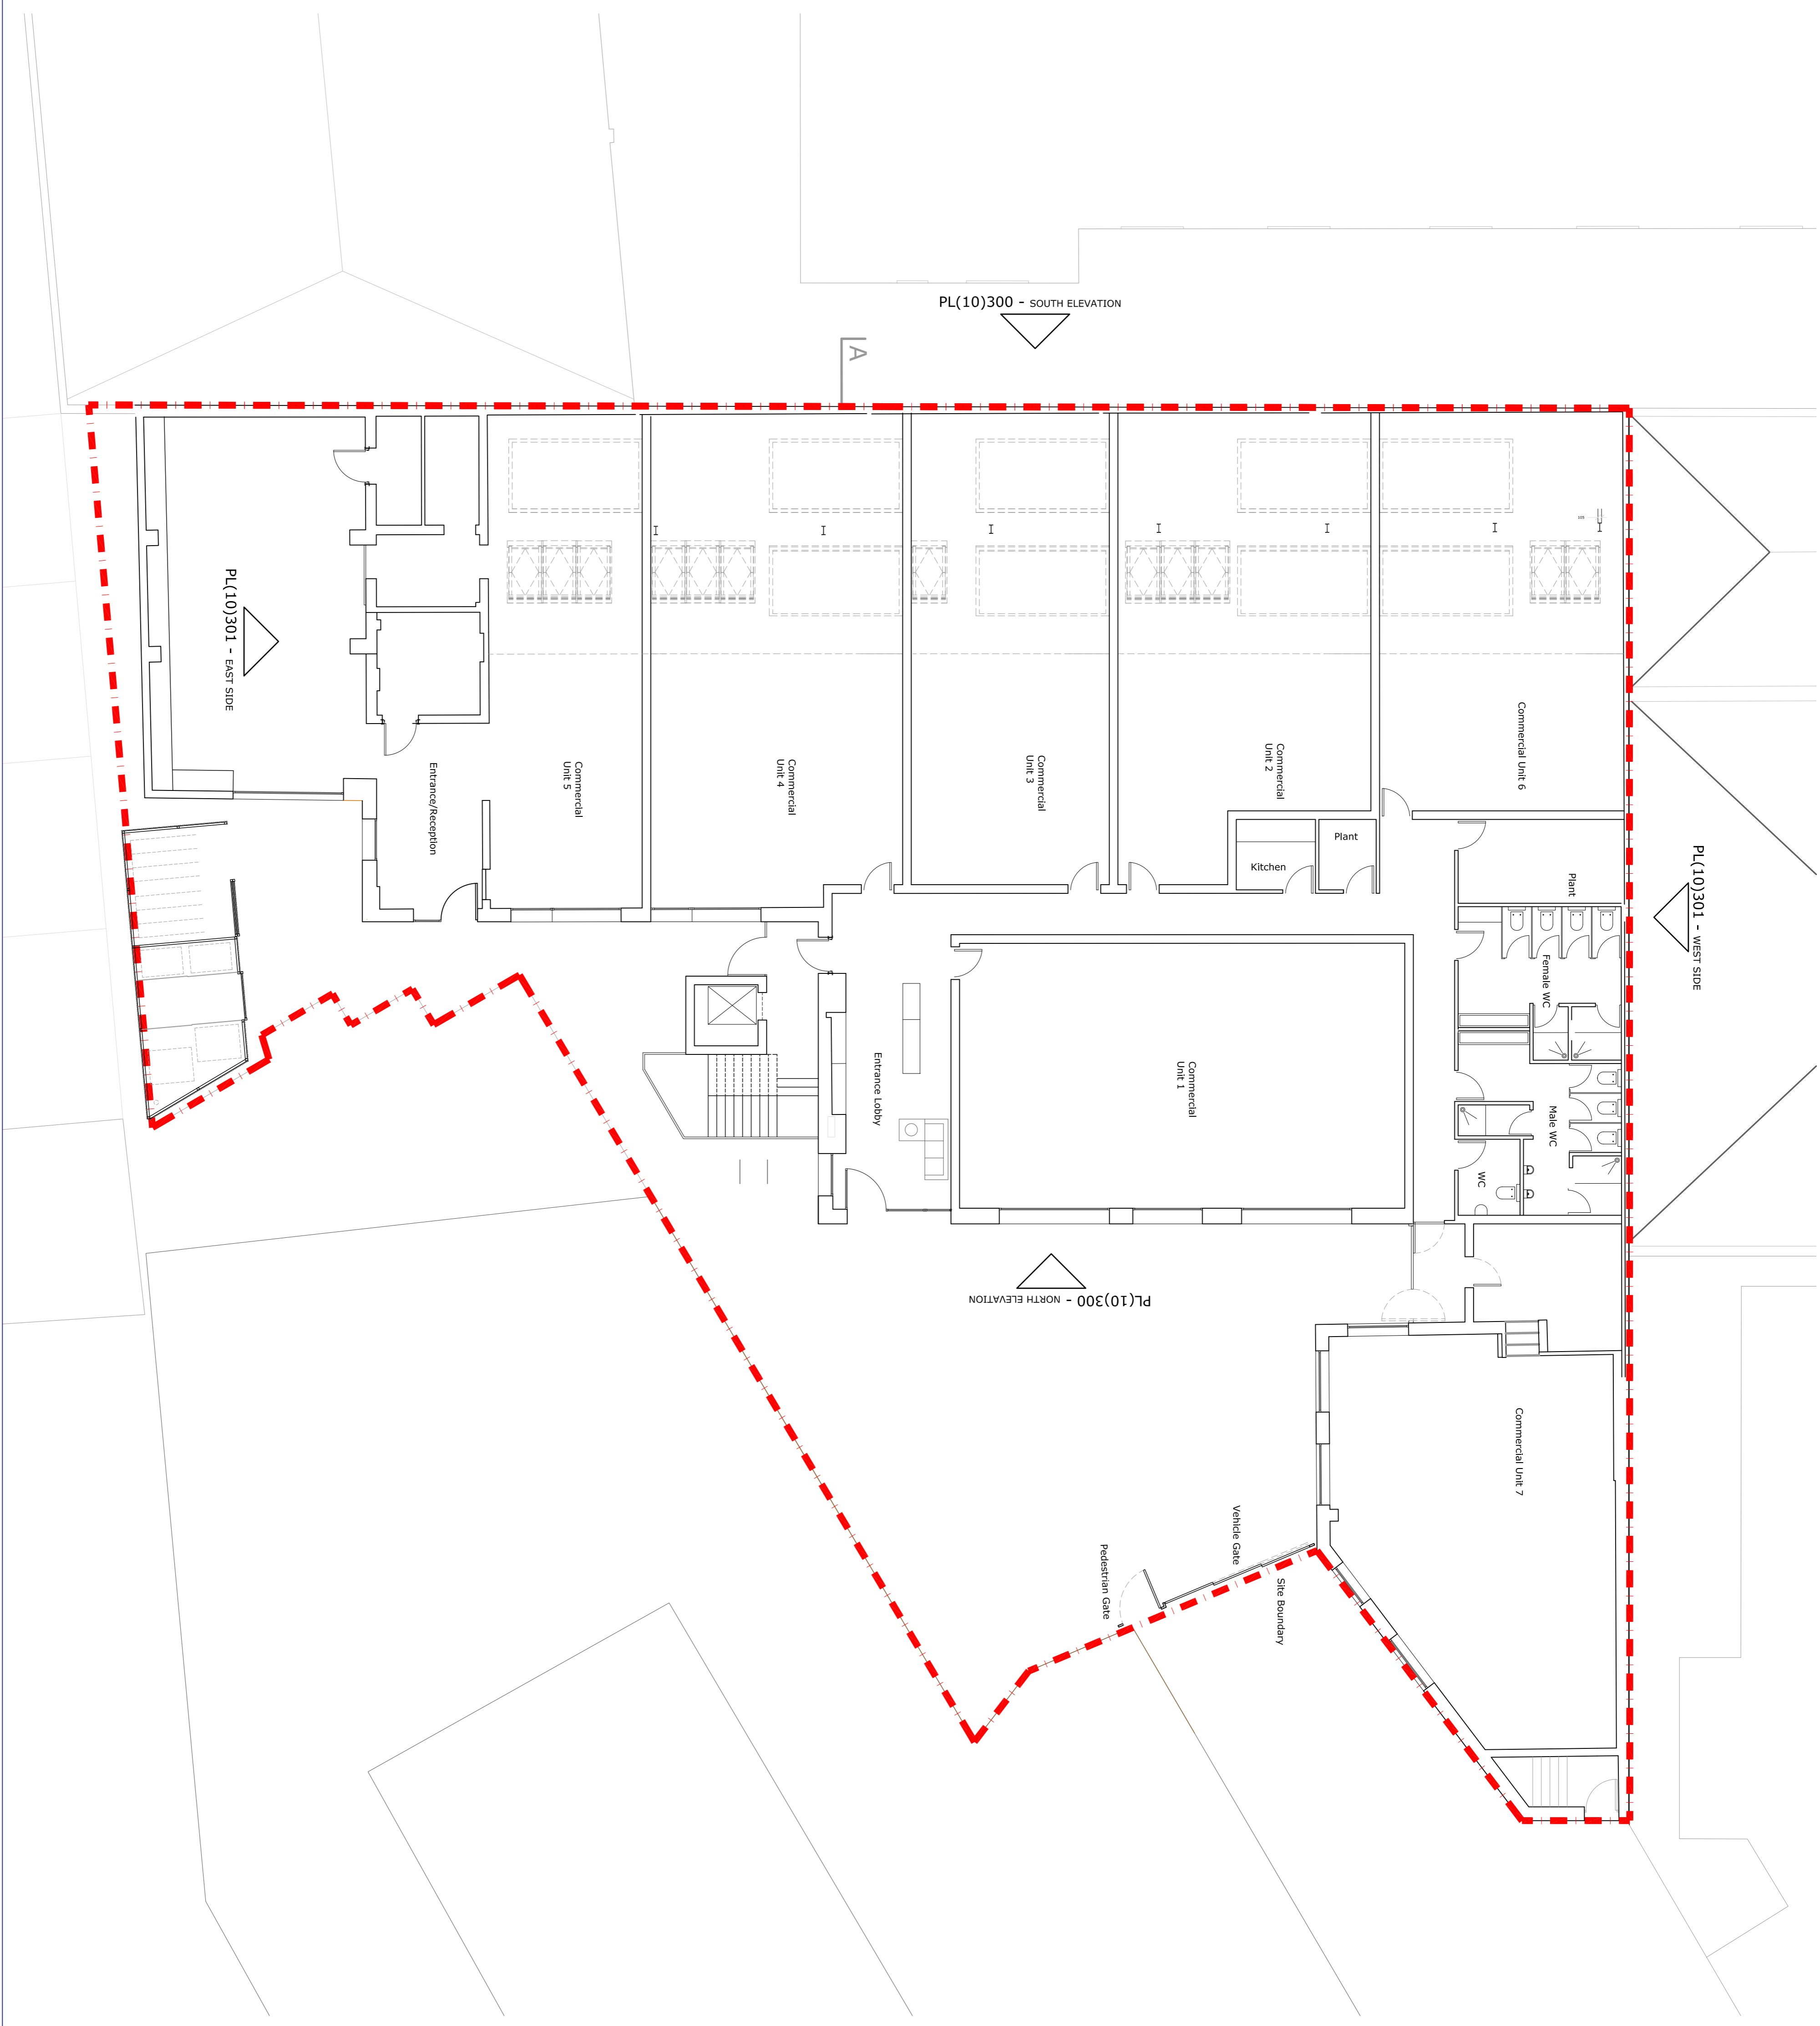 PL(10)300 - SOUTH ELEVATION
A
PL(10)301 - EAST SIDE
Entrance/Reception
Commercial
Unit 5
Commercial
Unit 4
Commercial
Unit 3
Commercial
Unit 2
Commercial Unit 6
Kitchen
Plant
Plant
PL(10)301 - WEST SIDE
Female WC
Male WC
WC
Entrance Lobby
Commercial
Unit 1
PL(10)300 - NORTH ELEVATION
Commercial Unit 7
Vehicle Gate
Pedestrian Gate
Site Boundary